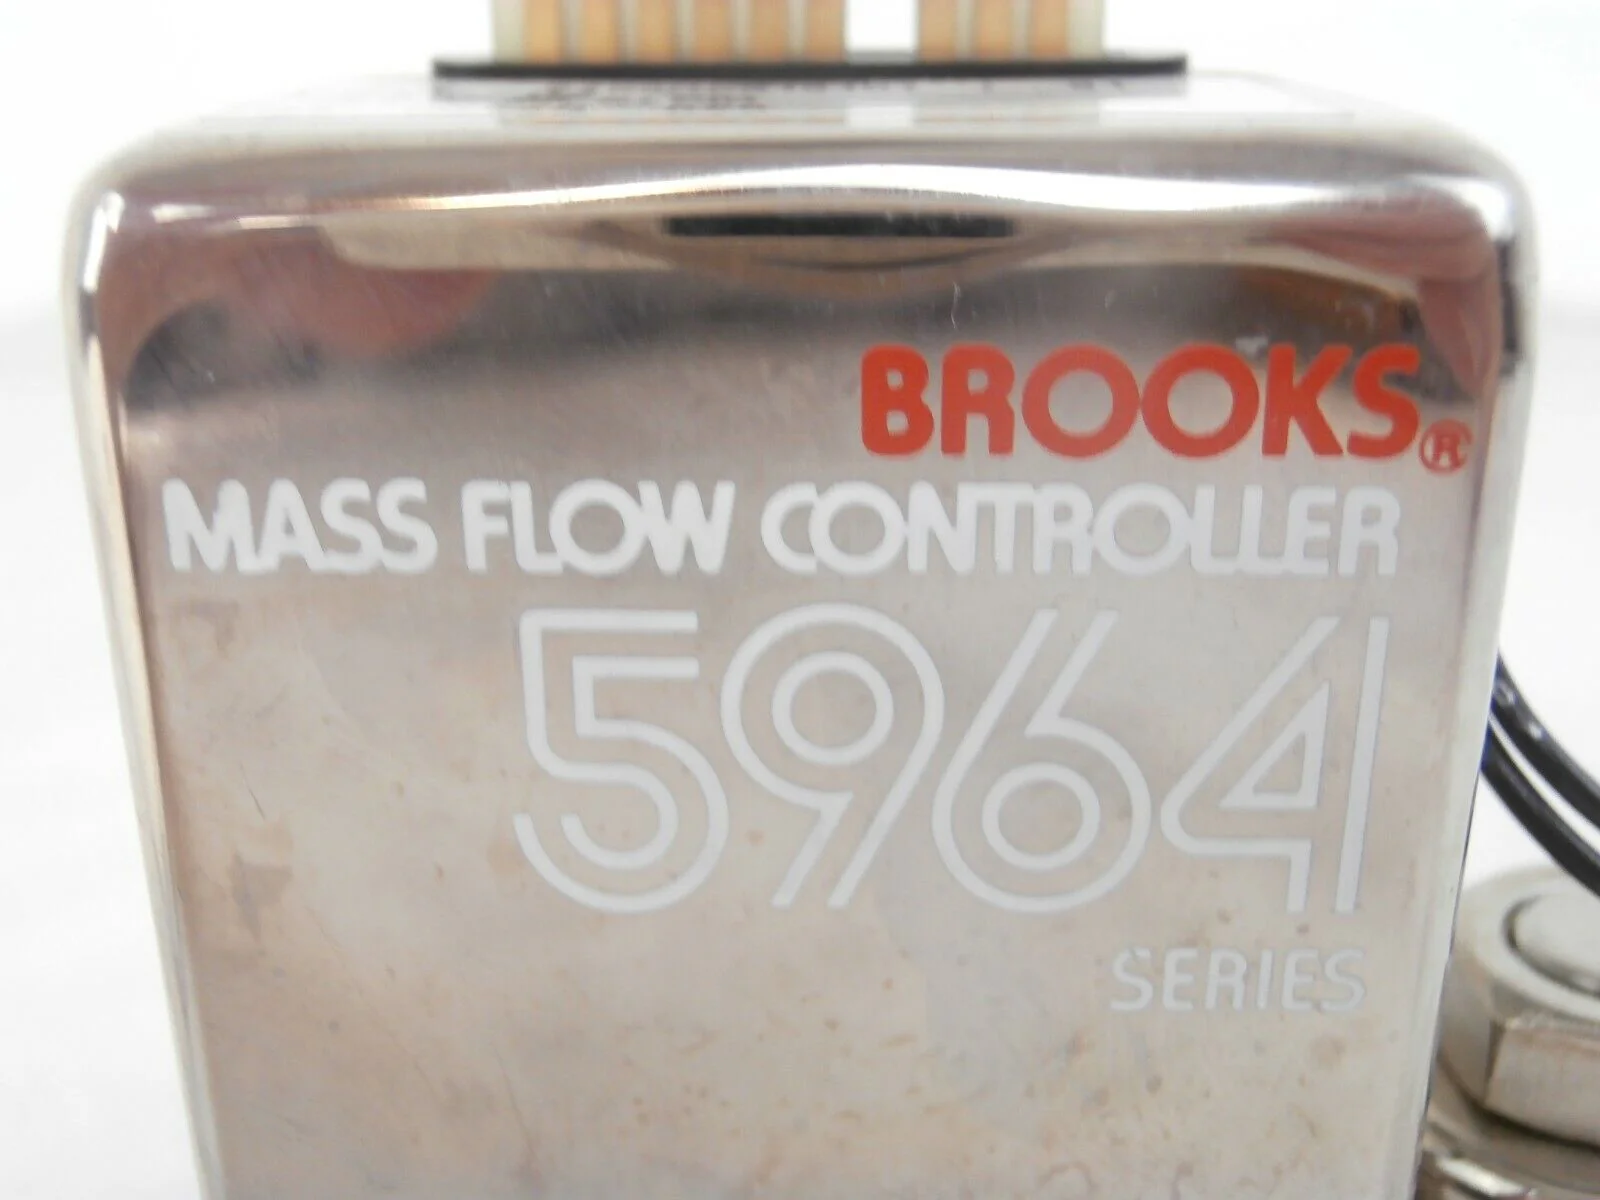 BROOKS®
MASS FLOW CONTROLLER
5964
SERIES